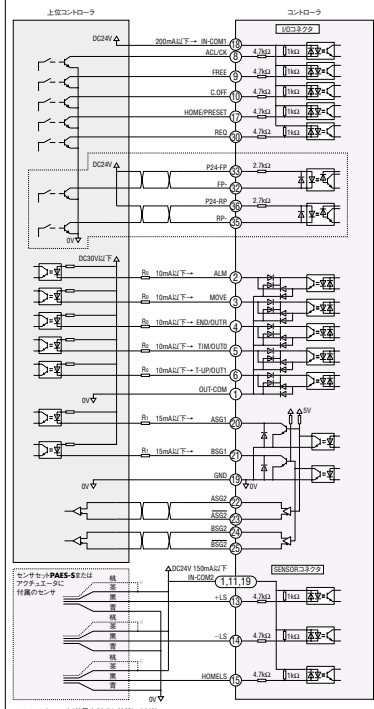 上位コントローラ
コントローラ
I/Oコネクタ
DC24V
200mA以下→ IN-COM1
18
ACL/CK
8
4.7kΩ
1kΩ
FREE
9
4.7kΩ
1kΩ
C.OFF
10
4.7kΩ
1kΩ
HOME/PRESET
17
4.7kΩ
1kΩ
REQ
30
4.7kΩ
1kΩ
DC24V
P24-FP
33
2.7kΩ
FP-
32
P24-RP
36
2.7kΩ
RP-
35
0V
DC30V以下
R0 10mA以下→ ALM
2
R0 10mA以下→ MOVE
3
R0 10mA以下→ END/OUTR
4
R0 10mA以下→ TIM/OUT0
5
R0 10mA以下→ T-UP/OUT1
6
OUT-COM
1
0V
5V
R1 15mA以下→ ASG1
20
R1 15mA以下→ BSG1
21
GND
19
0V
0V
ASG2
22
ASG2
23
BSG2
24
BSG2
25
センサセットPAES-Sまたは
アクチュエータに
付属のセンサ
DC24V 150mA以下
IN-COM2
1,11,19
SENSORコネクタ
桃
茶
黒
青
+LS
13
4.7kΩ
1kΩ
桃
茶
黒
青
−LS
14
4.7kΩ
1kΩ
桃
茶
黒
青
HOMELS
15
4.7kΩ
1kΩ
0V